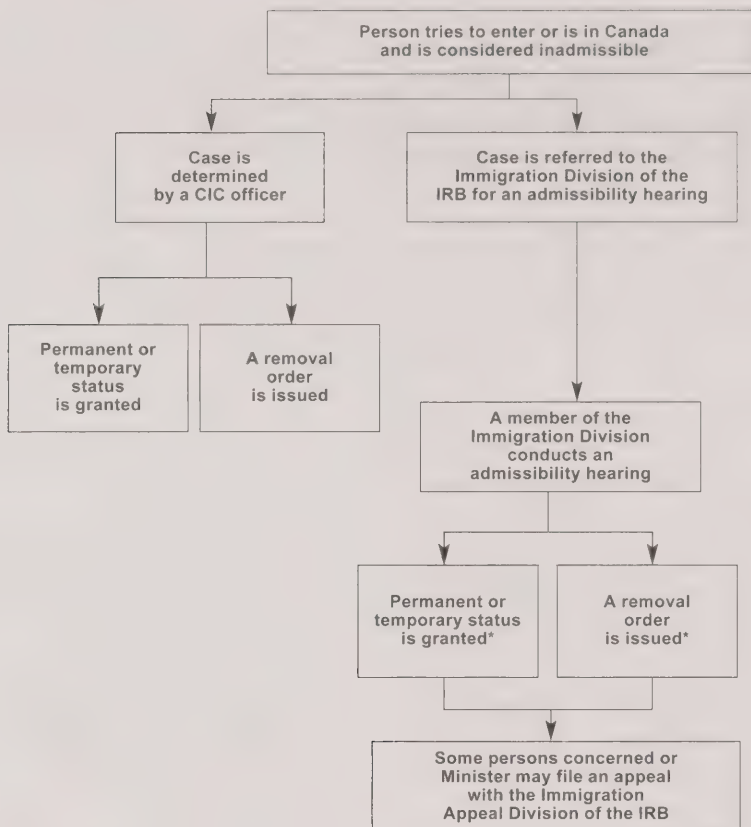 Person tries to enter or is in Canada
and is considered inadmissible
Case is
determined
by a CIC officer
Case is referred to the
Immigration Division of the
IRB for an admissibility hearing
Permanent or
temporary
status
is granted
A removal
order
is issued
A member of the
Immigration Division
conducts an
admissibility hearing
Permanent or
temporary status
is granted*
A removal
order
is issued*
Some persons concerned or
Minister may file an appeal
with the Immigration
Appeal Division of the IRB